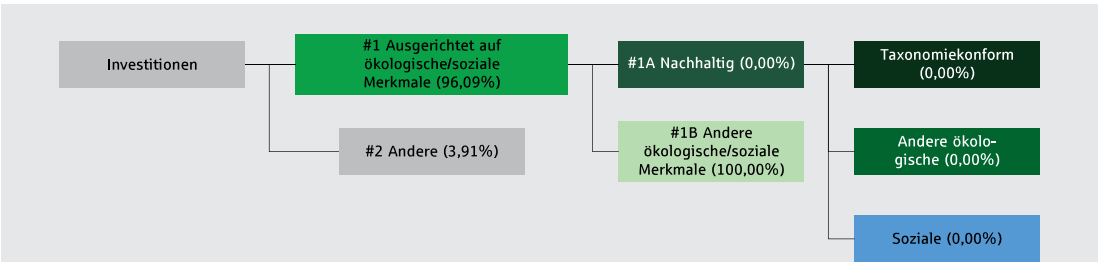 Investitionen
#1 Ausgerichtet auf
ökologische/soziale
Merkmale (96,09%)
#2 Andere (3,91%)
#1A Nachhaltig (0,00%)
#1B Andere
ökologische/soziale
Merkmale (100,00%)
Taxonomiekonform
(0,00%)
Andere ökolo-
gische (0,00%)
Soziale (0,00%)